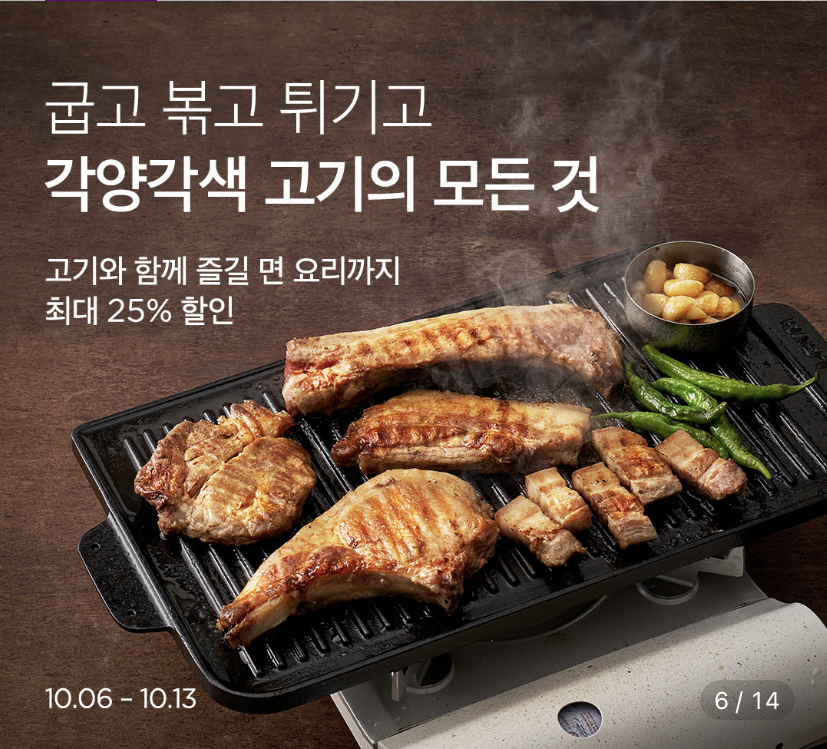 굽고 볶고 튀기고
각양각색 고기의 모든 것
고기와 함께 즐길 면 요리까지
최대 25% 할인
10.06 – 10.13
6 / 14